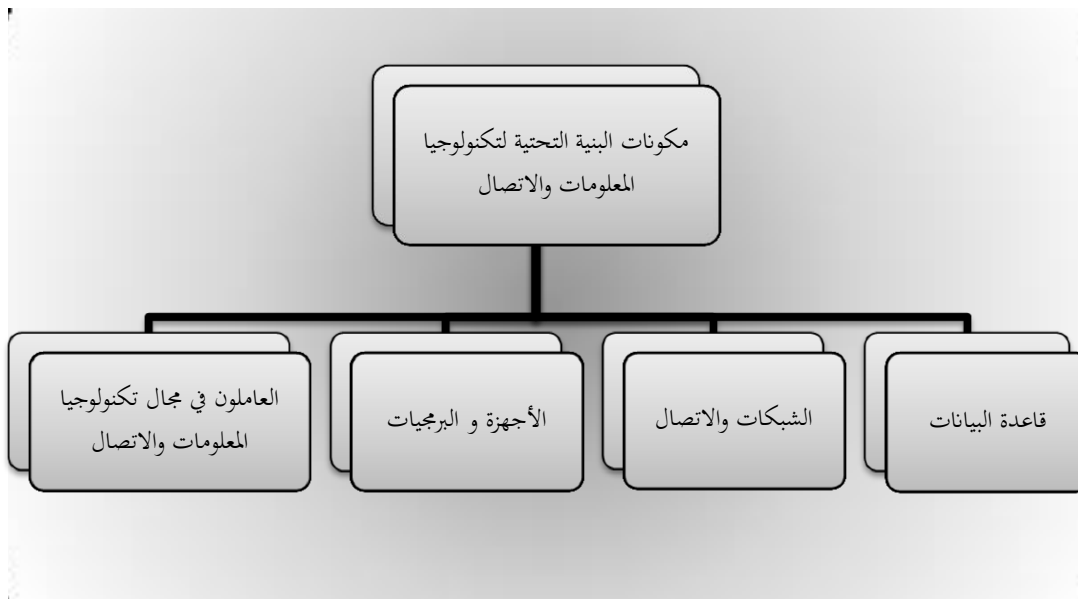 مكونات البنية التحتية لتكنولوجيا
المعلومات والاتصال
قاعدة البيانات
الشبكات والاتصال
الأجهزة و البرمجيات
العاملون في مجال تكنولوجيا
المعلومات والاتصال